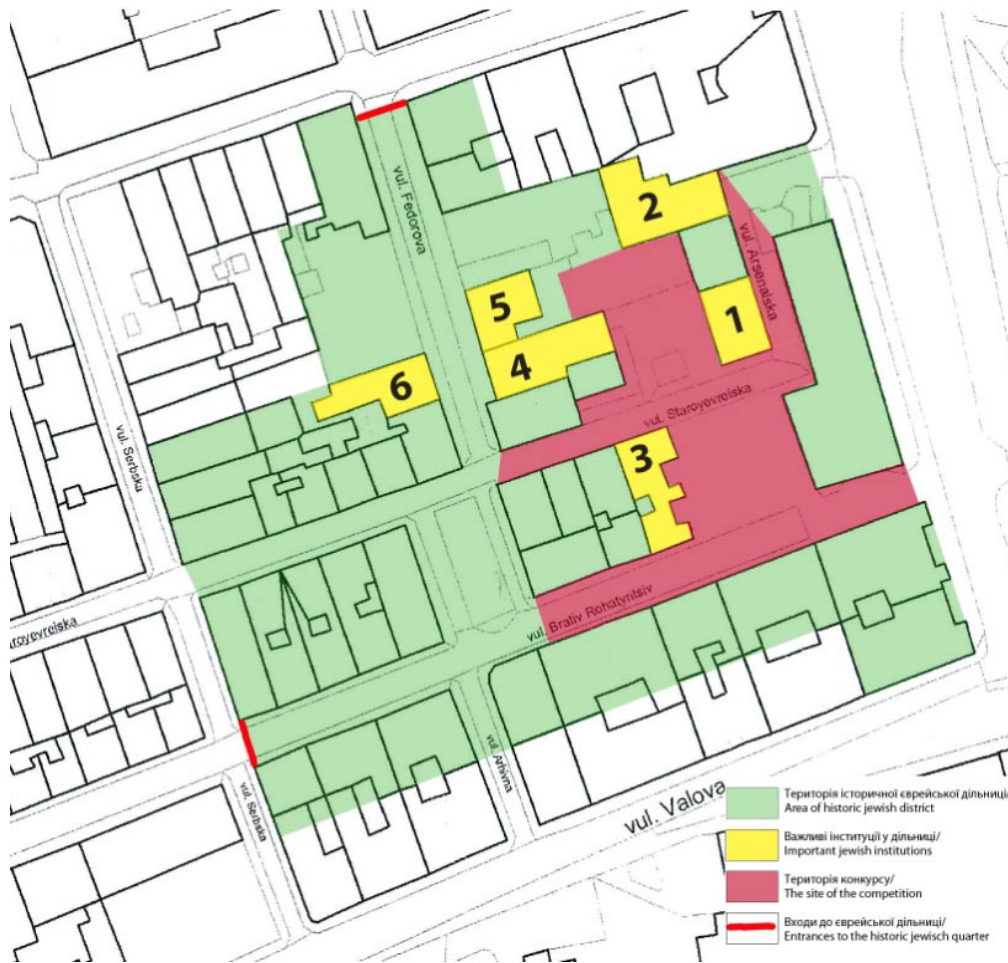 vul. Fedorova
2
vul. Arsenalska
5
1
4
6
vul. Serbska
vul. Staroyevreiska
3
vul. Brativ Rohatyntsiv
aroyevreiska
vul. Arhivna
vul. Serbska
vul. Valova
Територія історичної єврейської дільниці/
Area of historic jewish district
Важливі інституції у дільниці/
Important jewish institutions
Територія конкурсу/
The site of the competition
Входи до єврейської дільниці/
Entrances to the historic jewisch quarter